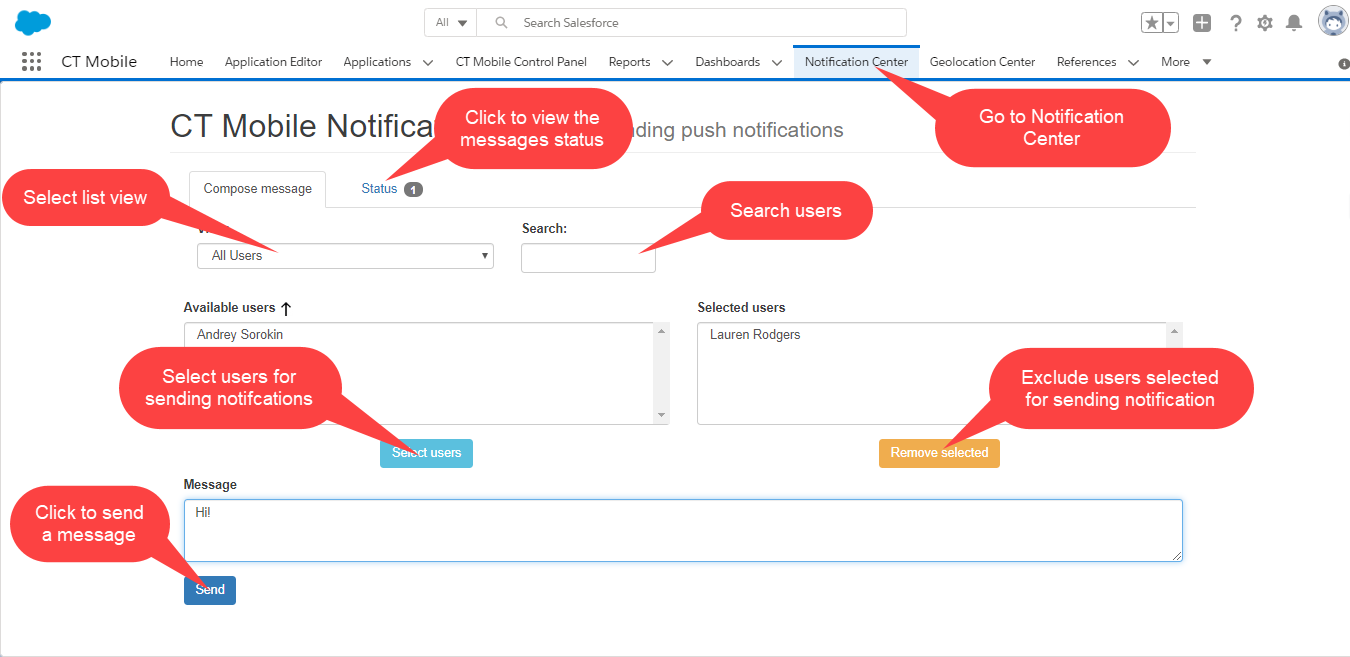 All
Search Salesforce
CT Mobile
Home
Application Editor
Applications
CT Mobile Control Panel
Reports
Dashboards
Notification Center
Geolocation Center
References
More
Click to view the
messages status
Go to Notification
Center
CT Mobile Notifica
ding push notifications
Select list view
Compose message
Status 1
Search users
Search:
All Users
Available users
Selected users
Andrey Sorokin
Lauren Rodgers
Select users for
sending notifcations
Exclude users selected
for sending notification
Select users
Remove selected
Message
Click to send
a message
Hi!
Send